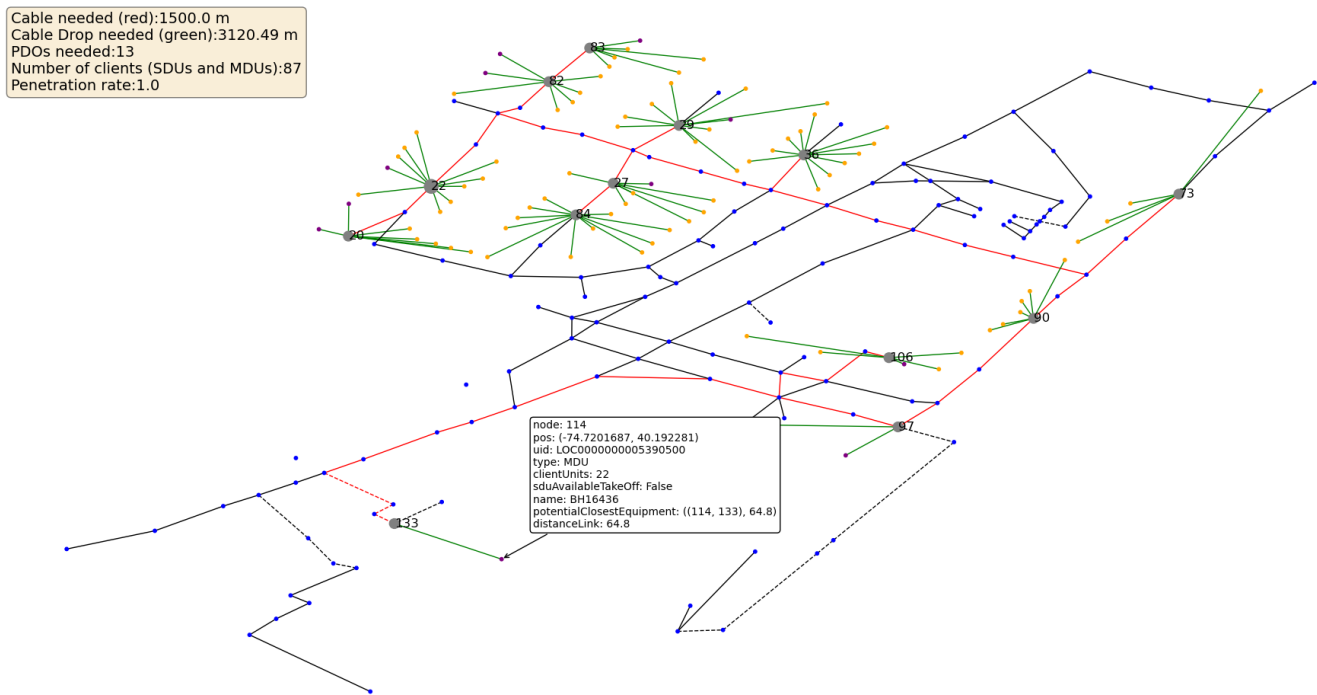 Cable needed (red):1500.0 m
Cable Drop needed (green):3120.49 m
PDOs needed:13
Number of clients (SDUs and MDUs):87
Penetration rate:1.0
83
82
29
36
22
27
73
84
20
90
106
97
node: 114
pos: (-74.7201687, 40.192281)
uid: LOC0000000005390500
type: MDU
clientUnits: 22
sduAvailableTakeOff: False
name: BH16436
potentialClosestEquipment: ((114, 133), 64.8)
distanceLink: 64.8
133